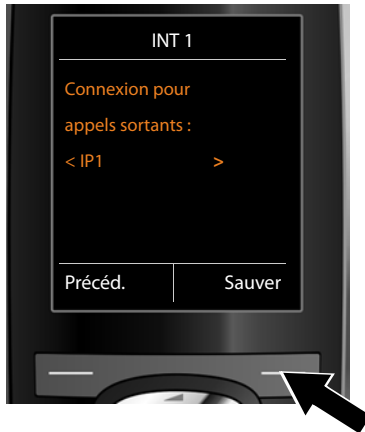 INT 1
Connexion pour
appels sortants :
< IP1 >
Précéd. Sauver